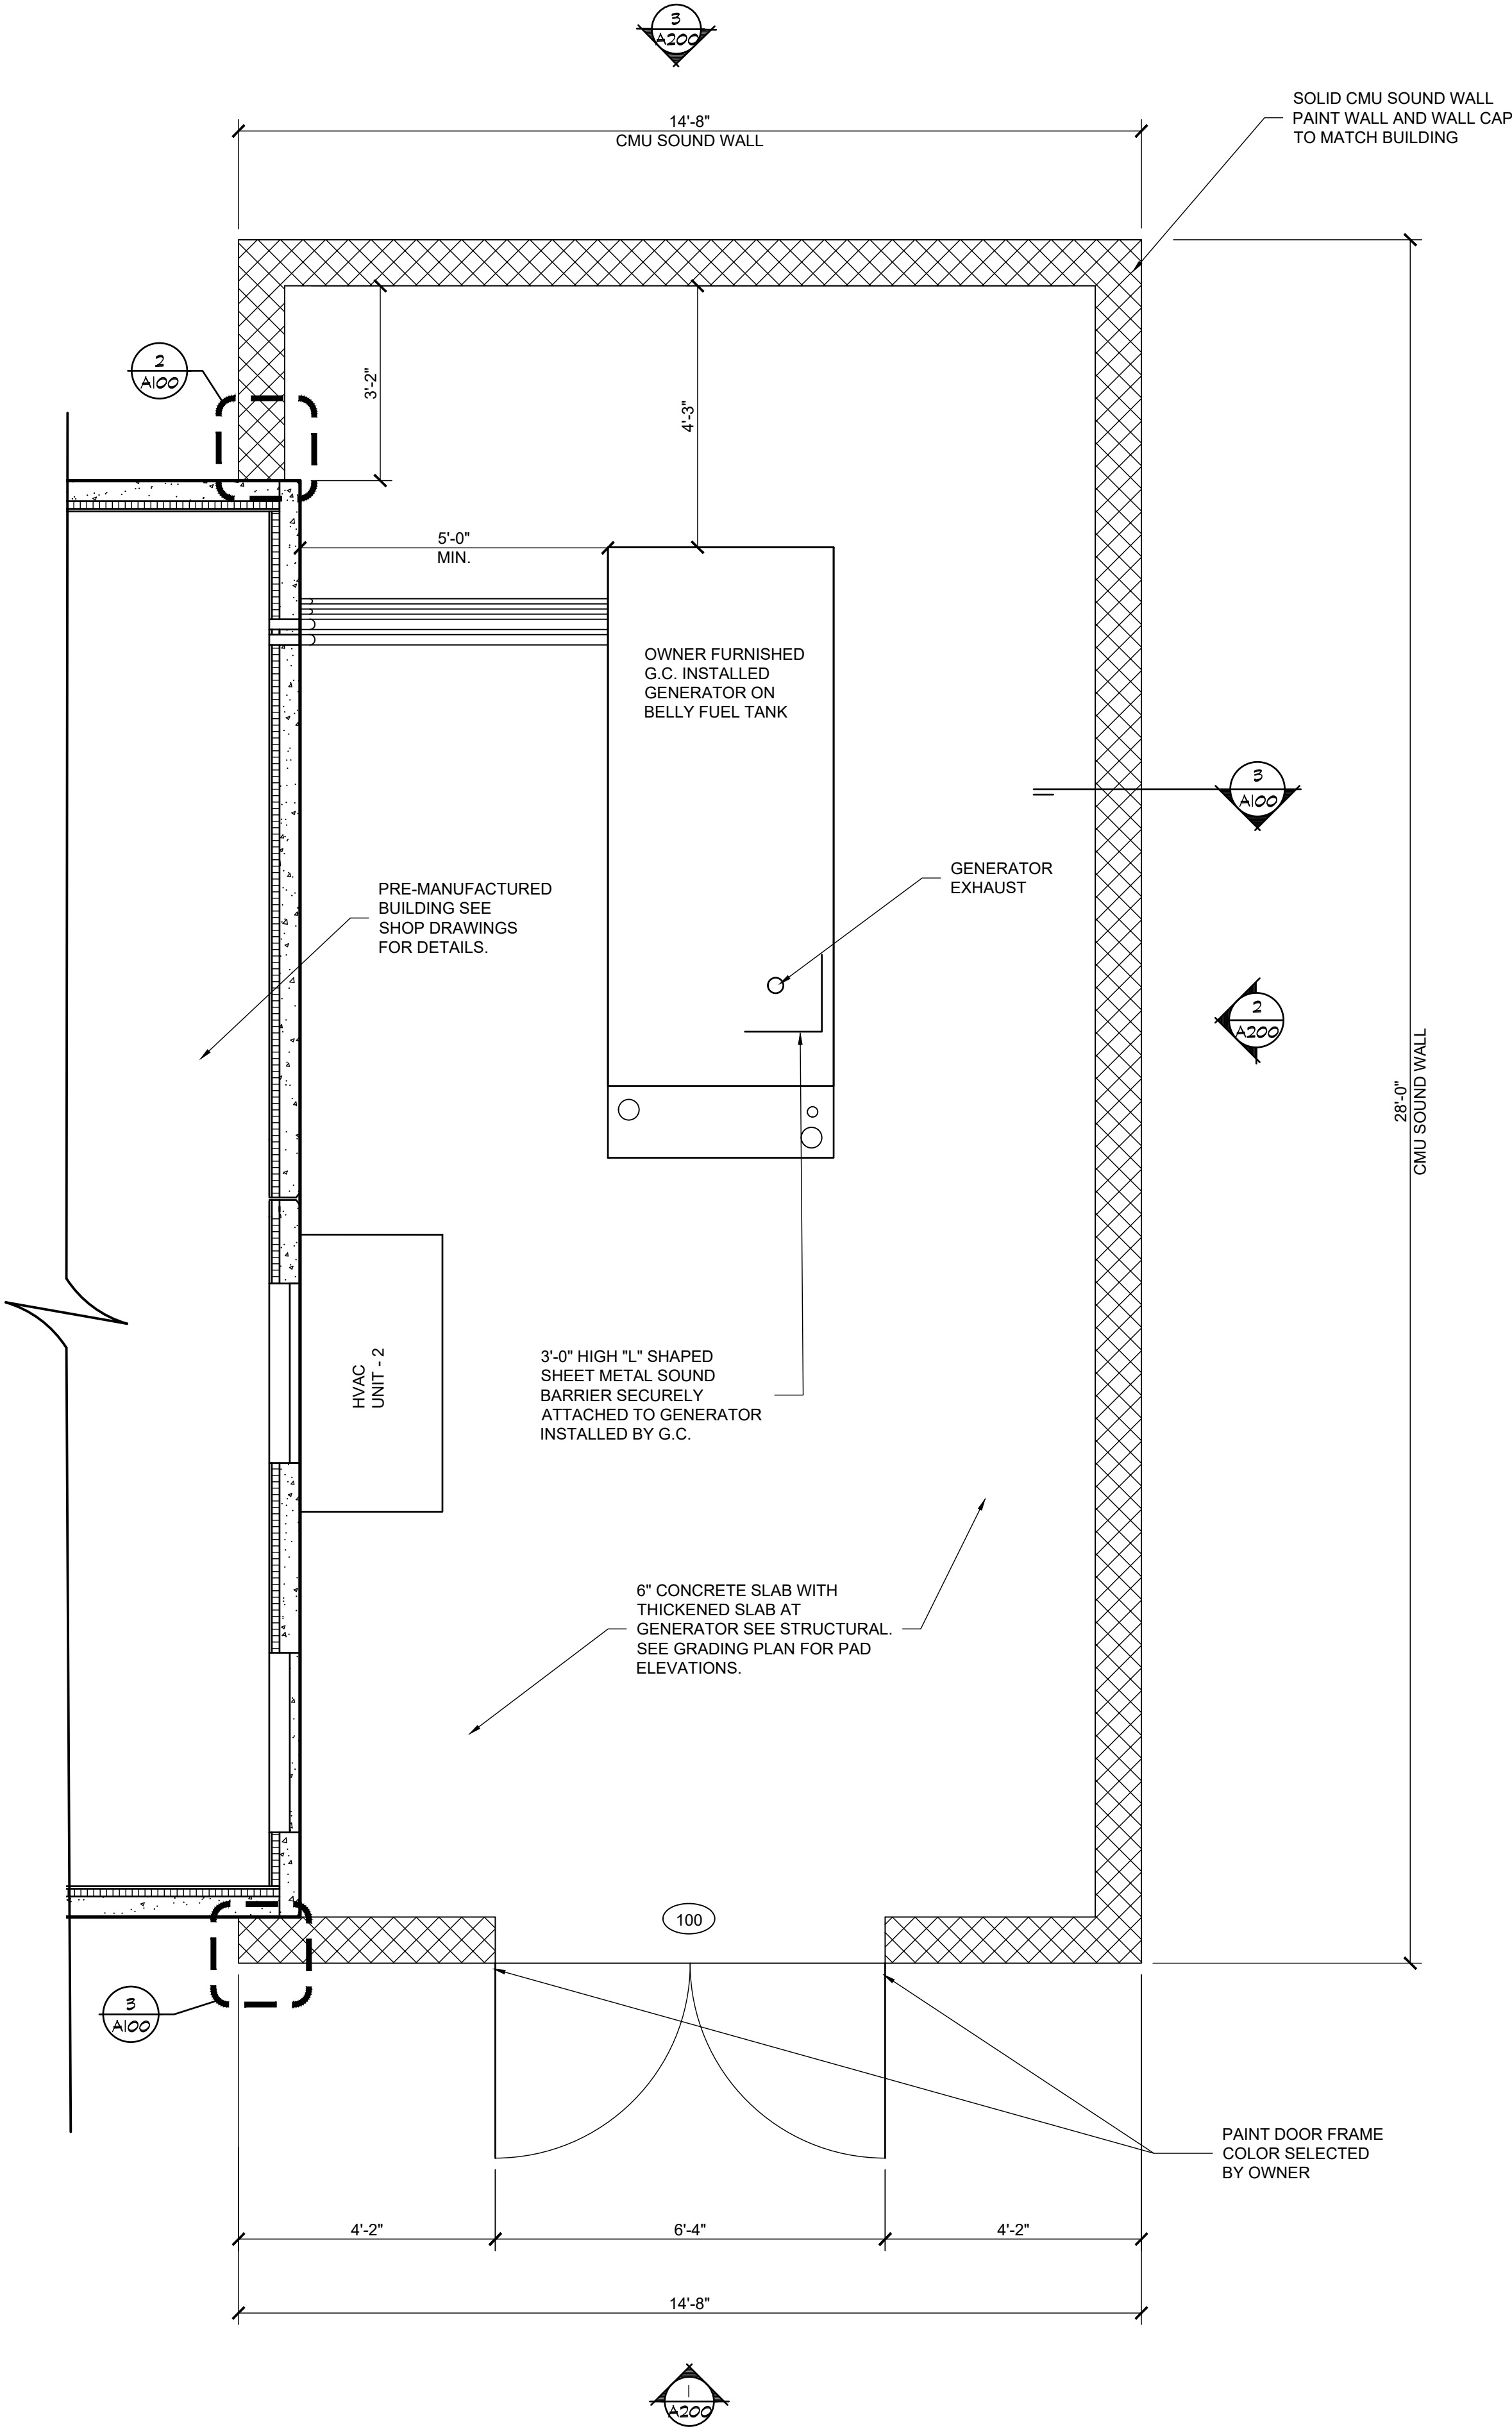 3
A200
SOLID CMU SOUND WALL
PAINT WALL AND WALL CAP
TO MATCH BUILDING
14'-8"
CMU SOUND WALL
2
A100
3'-2"
4'-3"
5'-0"
MIN.
OWNER FURNISHED
G.C. INSTALLED
GENERATOR ON
BELLY FUEL TANK
3
A100
GENERATOR
EXHAUST
PRE-MANUFACTURED
BUILDING SEE
SHOP DRAWINGS
FOR DETAILS.
2
A200
28'-0"
CMU SOUND WALL
HVAC
UNIT - 2
3'-0" HIGH "L" SHAPED
SHEET METAL SOUND
BARRIER SECURELY
ATTACHED TO GENERATOR
INSTALLED BY G.C.
6" CONCRETE SLAB WITH
THICKENED SLAB AT
GENERATOR SEE STRUCTURAL.
SEE GRADING PLAN FOR PAD
ELEVATIONS.
100
3
A100
PAINT DOOR FRAME
COLOR SELECTED
BY OWNER
4'-2"
6'-4"
4'-2"
14'-8"
1
A200